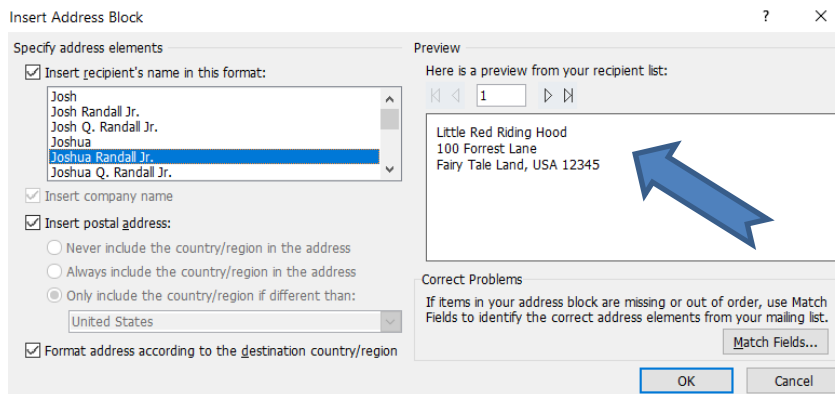 Insert Address Block
? ×
Specify address elements
Insert recipient's name in this format:
Josh
Josh Randall Jr.
Josh Q. Randall Jr.
Joshua
Joshua Randall Jr.
Joshua Q. Randall Jr.
Insert company name
Insert postal address:
Never include the country/region in the address
Always include the country/region in the address
Only include the country/region if different than:
United States
Format address according to the destination country/region
Preview
Here is a preview from your recipient list:
1
Little Red Riding Hood
100 Forrest Lane
Fairy Tale Land, USA 12345
Correct Problems
If items in your address block are missing or out of order, use Match
Fields to identify the correct address elements from your mailing list.
Match Fields...
OK
Cancel